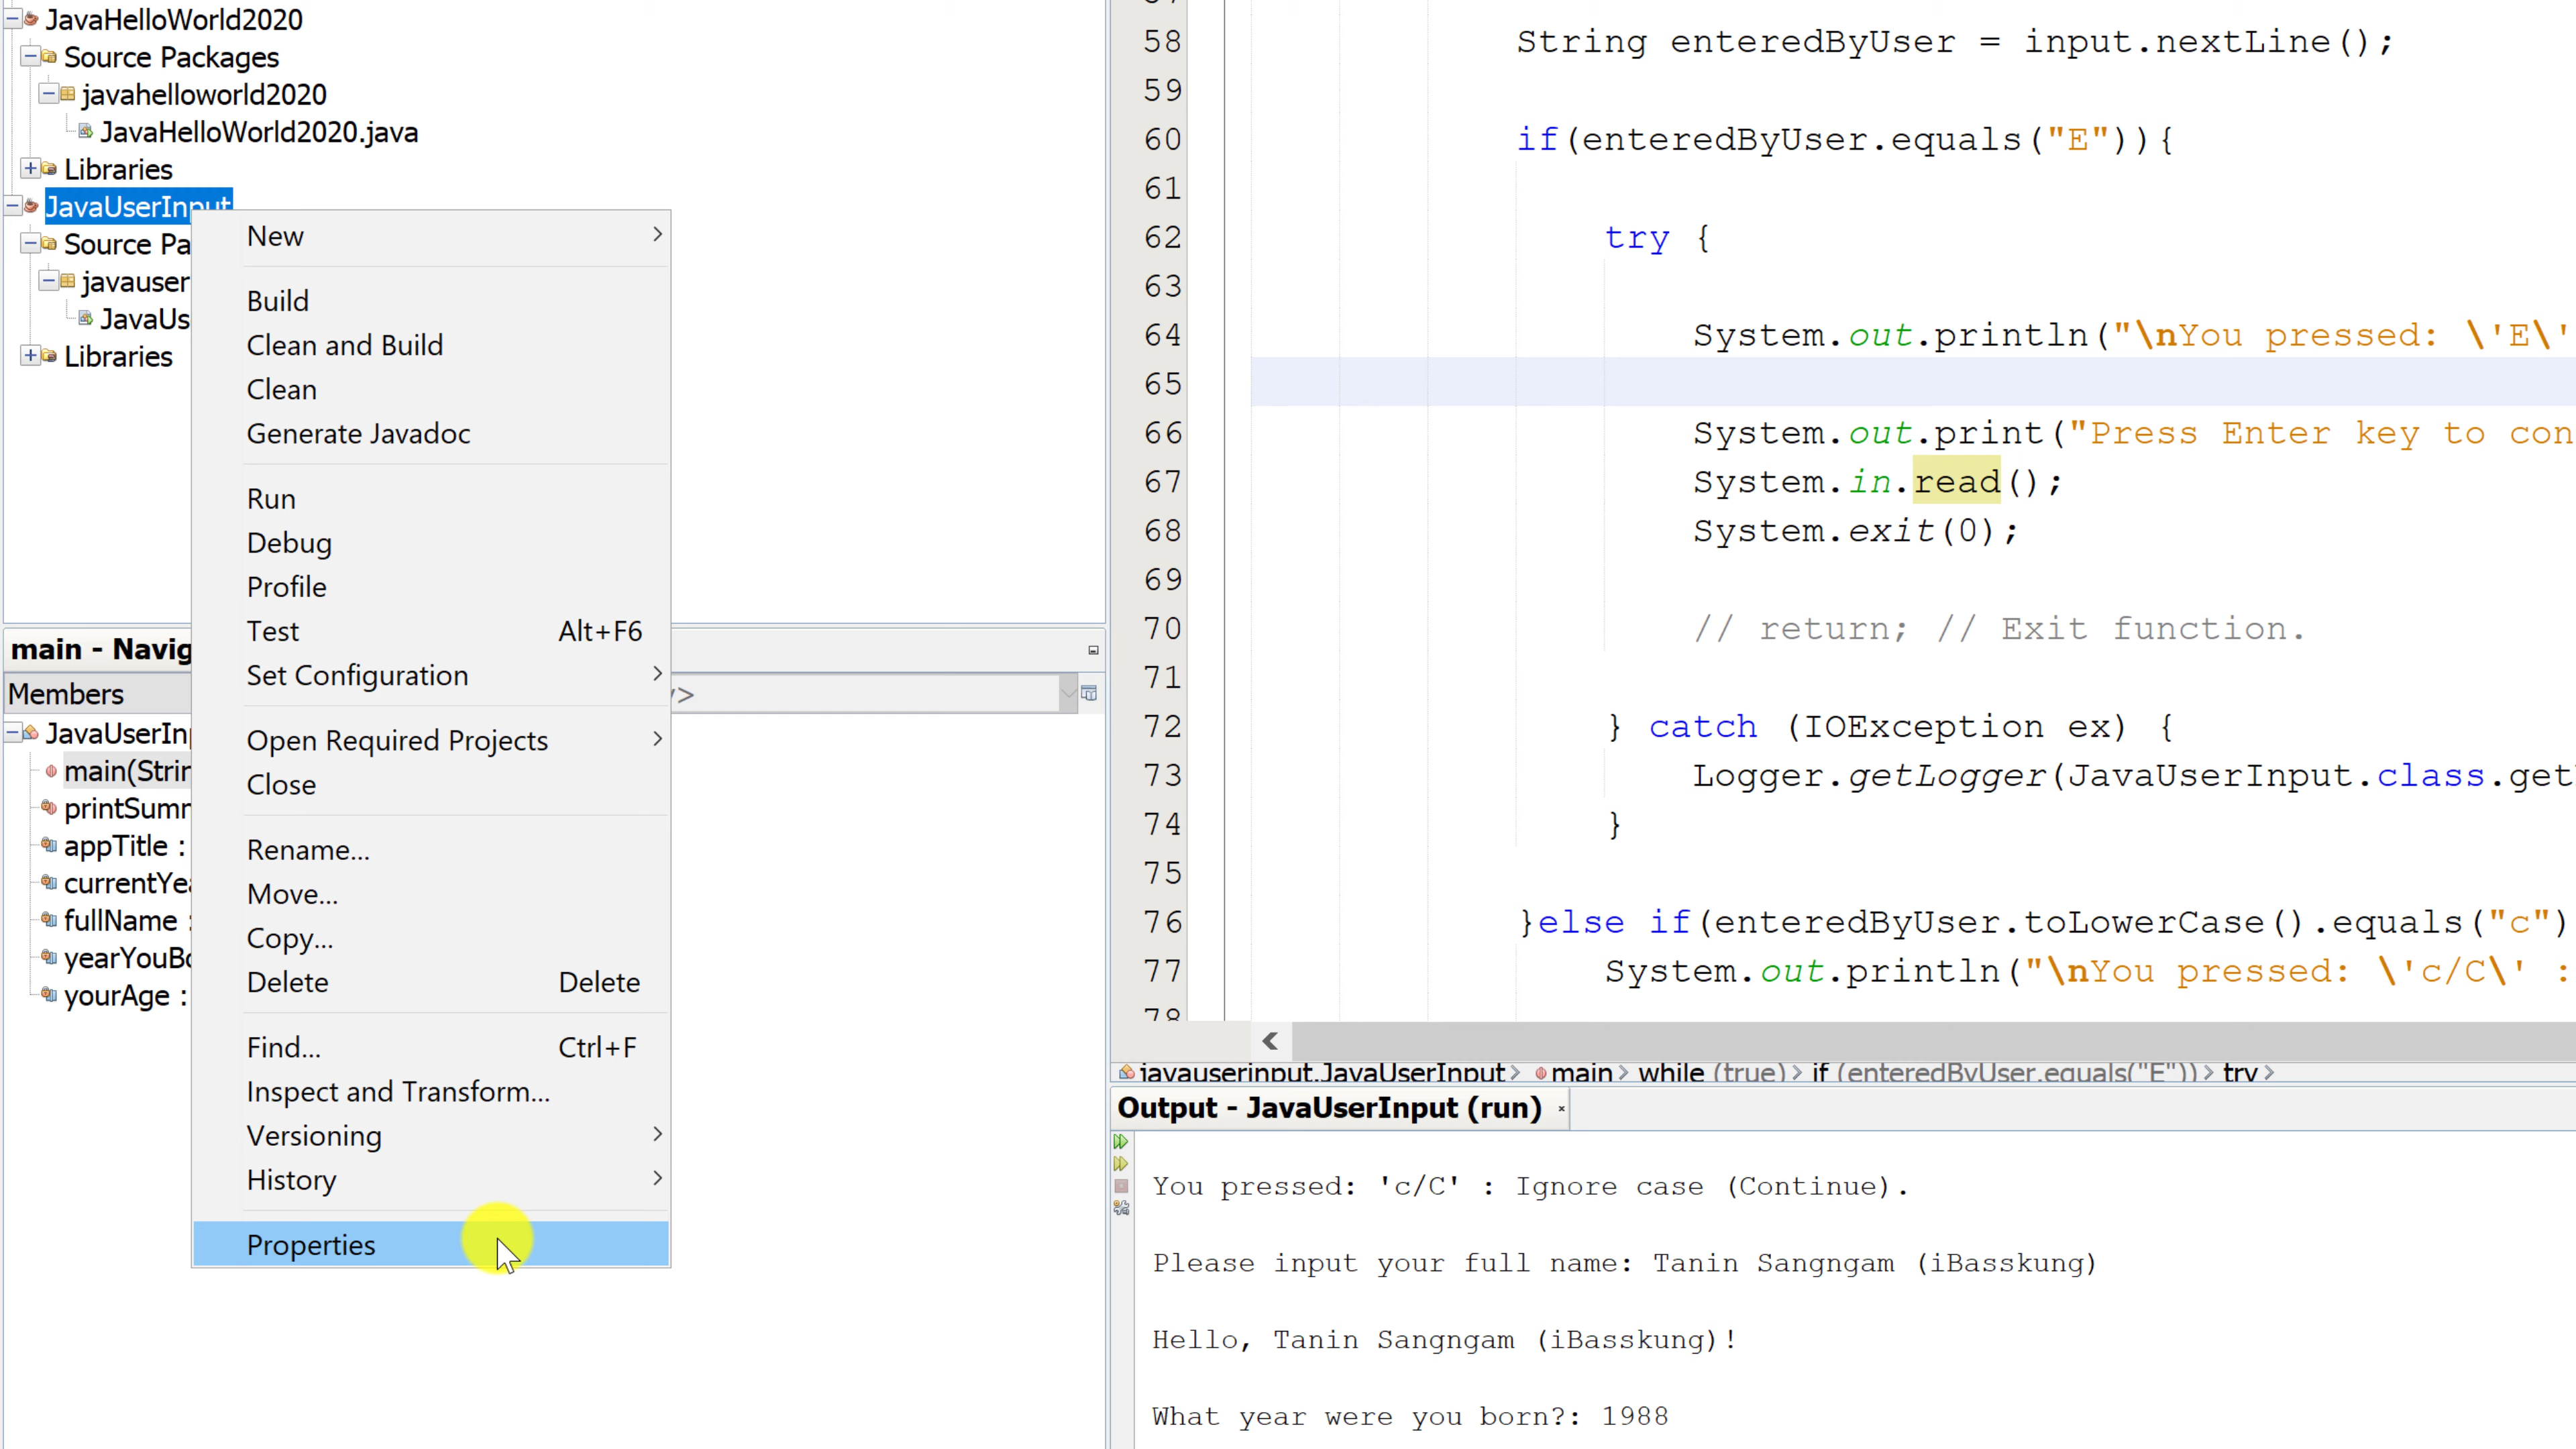 JavaHelloWorld2020
Source Packages
javahelloworld2020
JavaHelloWorld2020.java
Libraries
JavaUserInput
Source Pa
javauser
JavaUs
Libraries
New
Build
Clean and Build
Clean
Generate Javadoc
Run
Debug
Profile
Test Alt+F6
Set Configuration
Open Required Projects
Close
Rename...
Move...
Copy...
Delete Delete
Find... Ctrl+F
Inspect and Transform...
Versioning
History
Properties
main - Navig
Members
JavaUserInp
main(Strin
printSumm
appTitle :
currentYea
fullName :
yearYouBo
yourAge :
58 String enteredByUser = input.nextLine();
59
60 if(enteredByUser.equals("E")){
61
62 try {
63
64 System.out.println("\nYou pressed: \'E\'
65
66 System.out.print("Press Enter key to con
67 System.in.read();
68 System.exit(0);
69
70 // return; // Exit function.
71
72 } catch (IOException ex) {
73 Logger.getLogger(JavaUserInput.class.get
74 }
75
76 }else if(enteredByUser.toLowerCase().equals("c")
77 System.out.println("\nYou pressed: \'c/C\' :
78
javauserinput.JavaUserInput > main > while (true) > if (enteredByUser.equals("E")) > try >
Output - JavaUserInput (run)
You pressed: 'c/C' : Ignore case (Continue).
Please input your full name: Tanin Sangngam (iBasskung)
Hello, Tanin Sangngam (iBasskung)!
What year were you born?: 1988